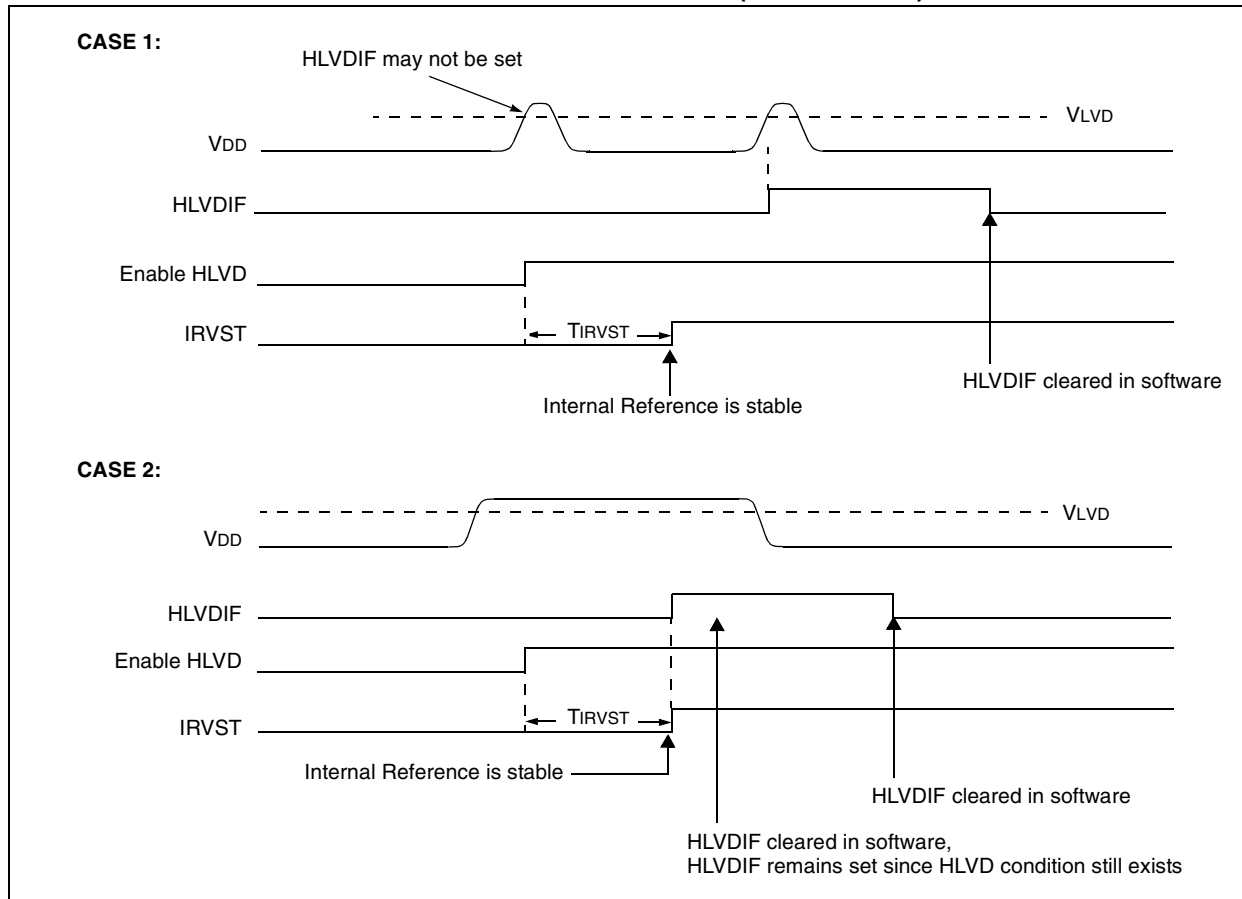 CASE 1:
HLVDIF may not be set
VLVD
VDD
HLVDIF
Enable HLVD
TIRVST
IRVST
HLVDIF cleared in software
Internal Reference is stable
CASE 2:
VLVD
VDD
HLVDIF
Enable HLVD
TIRVST
IRVST
Internal Reference is stable
HLVDIF cleared in software
HLVDIF cleared in software,
HLVDIF remains set since HLVD condition still exists